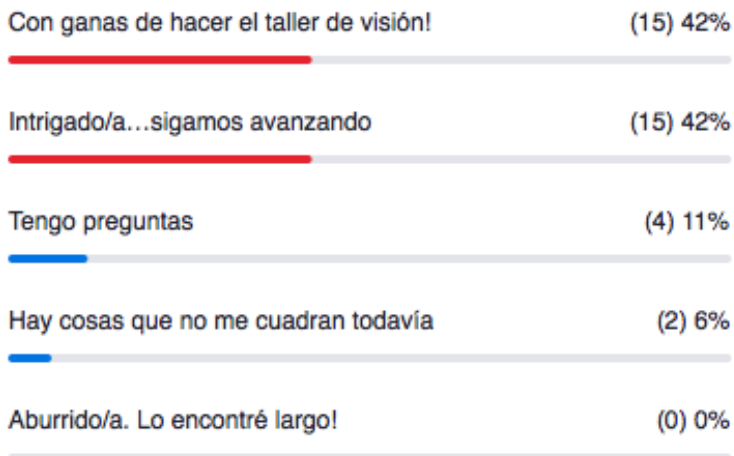 Con ganas de hacer el taller de visión! (15) 42%
Intrigado/a...sigamos avanzando (15) 42%
Tengo preguntas (4) 11%
Hay cosas que no me cuadran todavía (2) 6%
Aburrido/a. Lo encontré largo! (0) 0%